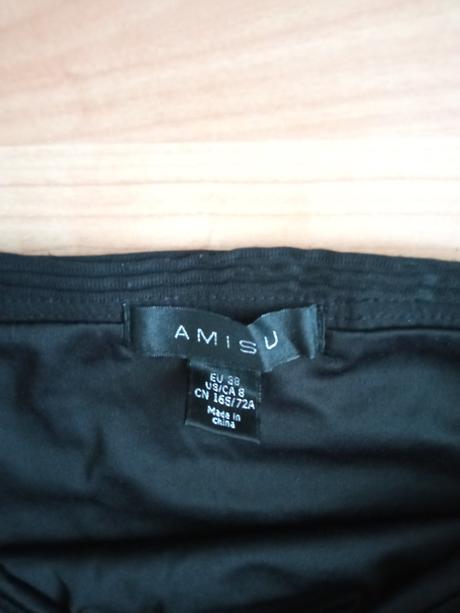 AMISU
EU 38
US/CA 8
CN 165/72A
Made in
China